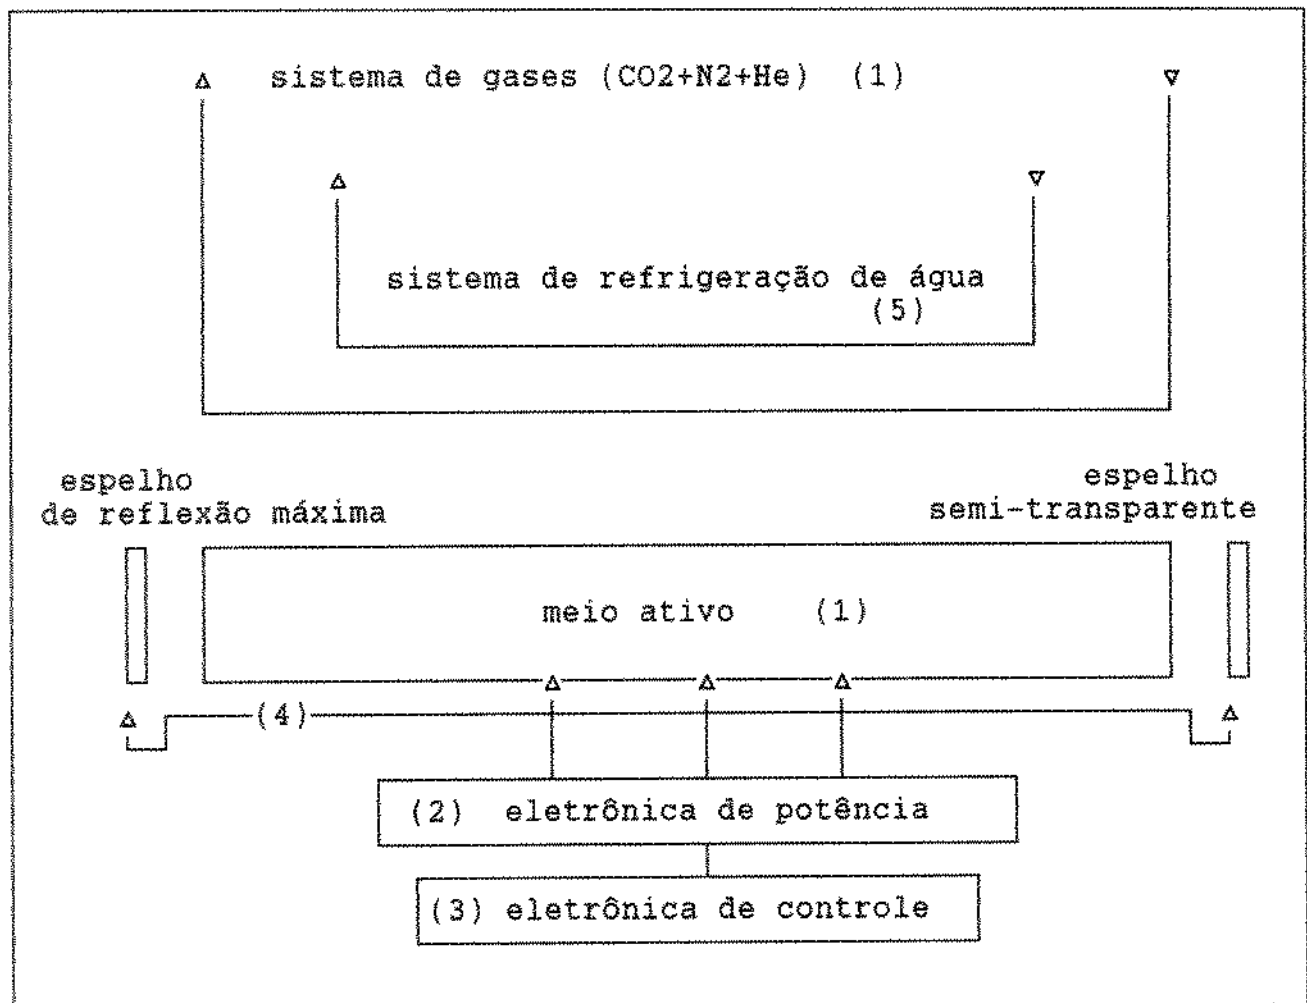 sistema de gases (CO2+N2+He) (1)
sistema de refrigeração de água
(5)
espelho
de reflexão máxima
espelho
semi-transparente
meio ativo (1)
(4)
(2) eletrônica de potência
(3) eletrônica de controle